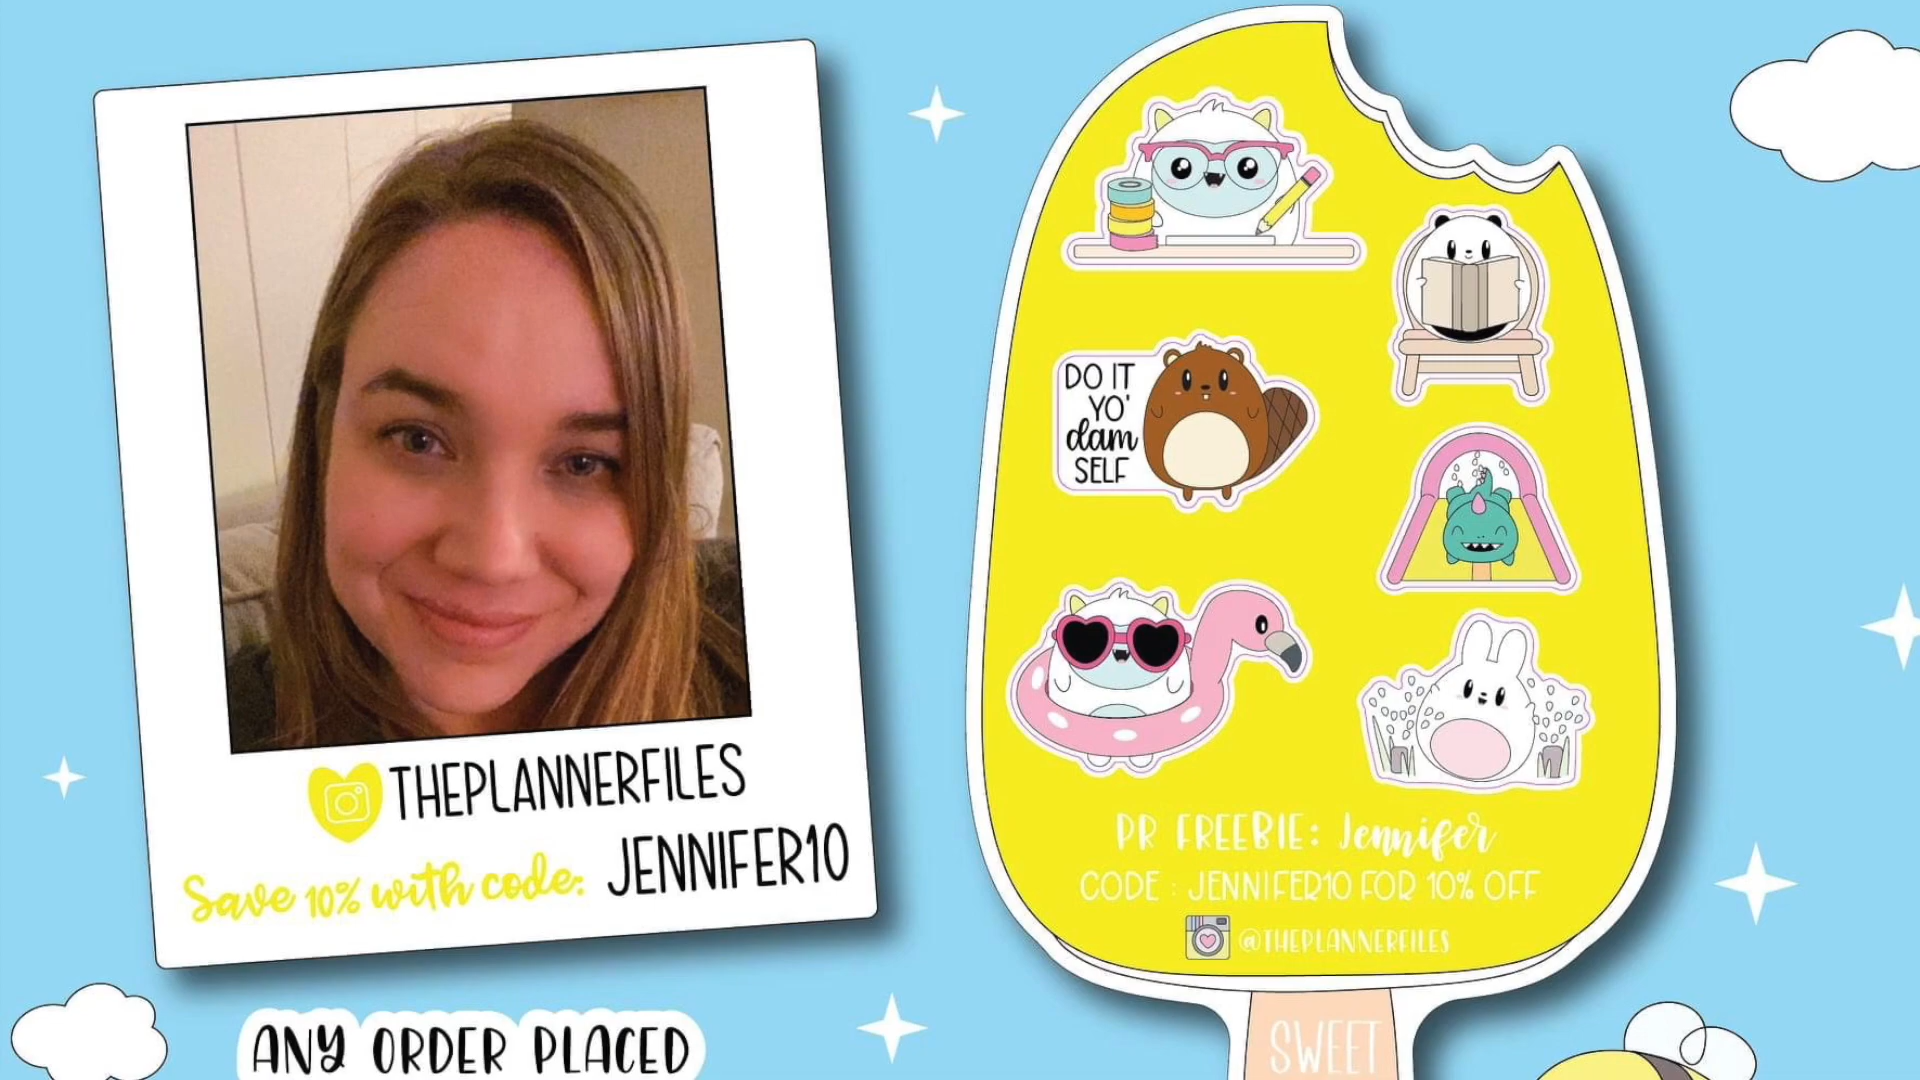 THEPLANNERFILES
Save 10% with code: JENNIFER10
ANY ORDER PLACED
DO IT
YO'
dam
SELF
PR FREEBIE: Jennifer
CODE : JENNIFER10 FOR 10% OFF
@THEPLANNERFILES
SWEET